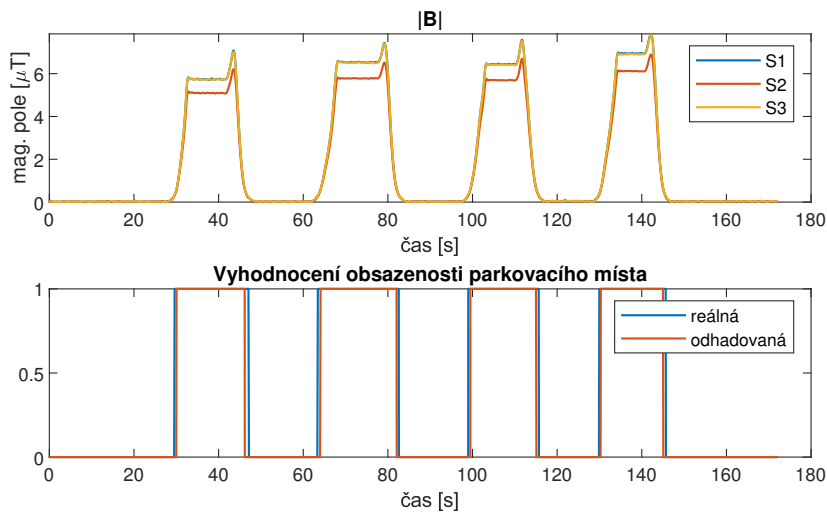 |B|
mag. pole [μT]
6
4
2
0
S1
S2
S3
0 20 40 60 80 100 120 140 160 180
čas [s]
Vyhodnocení obsazenosti parkovacího místa
1
0.5
0
reálná
odhadovaná
0 20 40 60 80 100 120 140 160 180
čas [s]